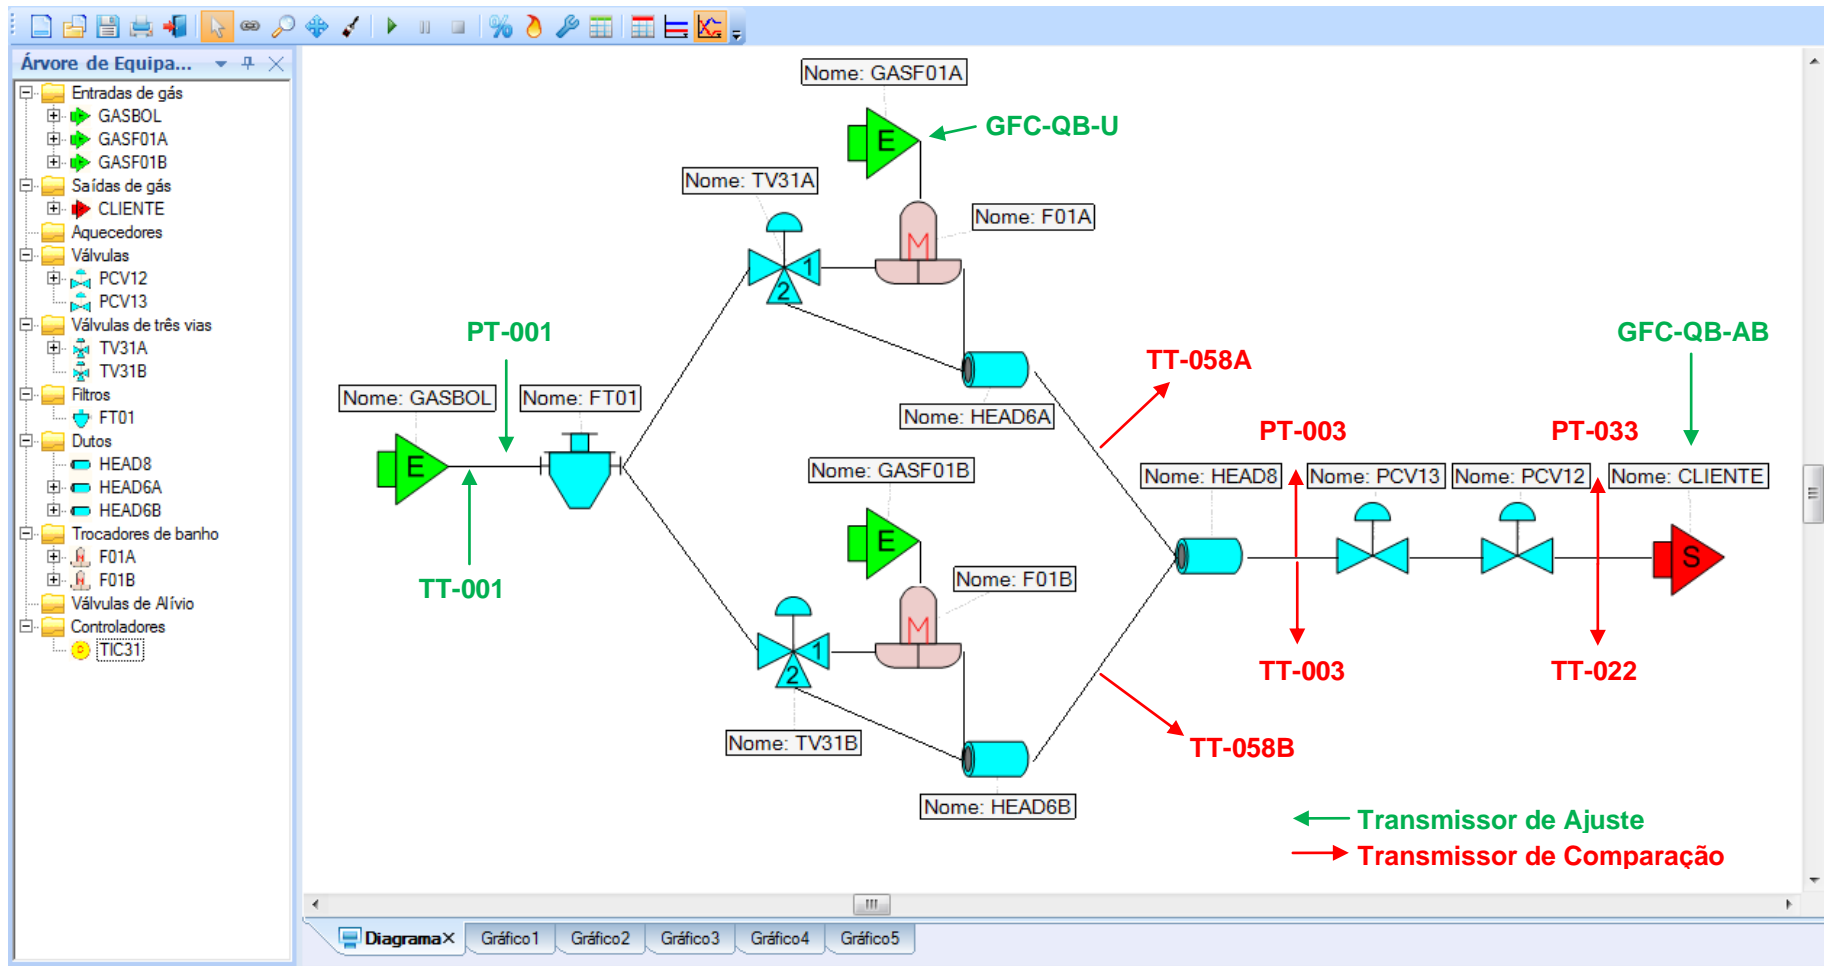 Árvore de Equipa...
Entradas de gás
GASBOL
GASF01A
GASF01B
Saídas de gás
CLIENTE
Aquecedores
Válvulas
PCV12
PCV13
Válvulas de três vias
TV31A
TV31B
Filtros
FT01
Dutos
HEAD8
HEAD6A
HEAD6B
Trocadores de banho
F01A
F01B
Válvulas de Alívio
Controladores
TIC31
Nome: GASF01A
E
GFC-QB-U
Nome: TV31A
Nome: F01A
M
1
2
PT-001
TT-058A
GFC-QB-AB
Nome: GASBOL
Nome: FT01
Nome: HEAD6A
E
PT-003
PT-033
Nome: GASF01B
Nome: HEAD8
Nome: PCV13
Nome: PCV12
Nome: CLIENTE
E
S
TT-001
Nome: F01B
M
1
2
TT-003
TT-022
Nome: TV31B
TT-058B
Nome: HEAD6B
Transmissor de Ajuste
Transmissor de Comparação
Diagrama
Gráfico1
Gráfico2
Gráfico3
Gráfico4
Gráfico5